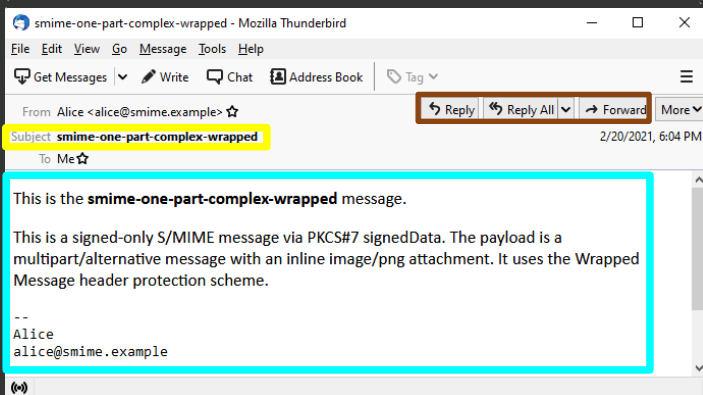 smime-one-part-complex-wrapped - Mozilla Thunderbird
File Edit View Go Message Tools Help
Get Messages Write Chat Address Book Tag
From Alice <alice@smime.example> Reply Reply All Forward More
Subject smime-one-part-complex-wrapped 2/20/2021, 6:04 PM
To Me
This is the smime-one-part-complex-wrapped message.
This is a signed-only S/MIME message via PKCS#7 signedData. The payload is a
multipart/alternative message with an inline image/png attachment. It uses the Wrapped
Message header protection scheme.
--
Alice
alice@smime.example